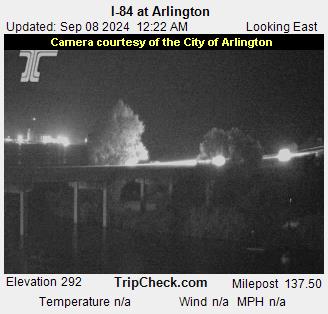 I-84 at Arlington
Updated: Sep 08 2024 12:22 AM Looking East
Camera courtesy of the City of Arlington
Elevation 292 TripCheck.com Milepost 137.50
Temperature n/a Wind n/a MPH n/a